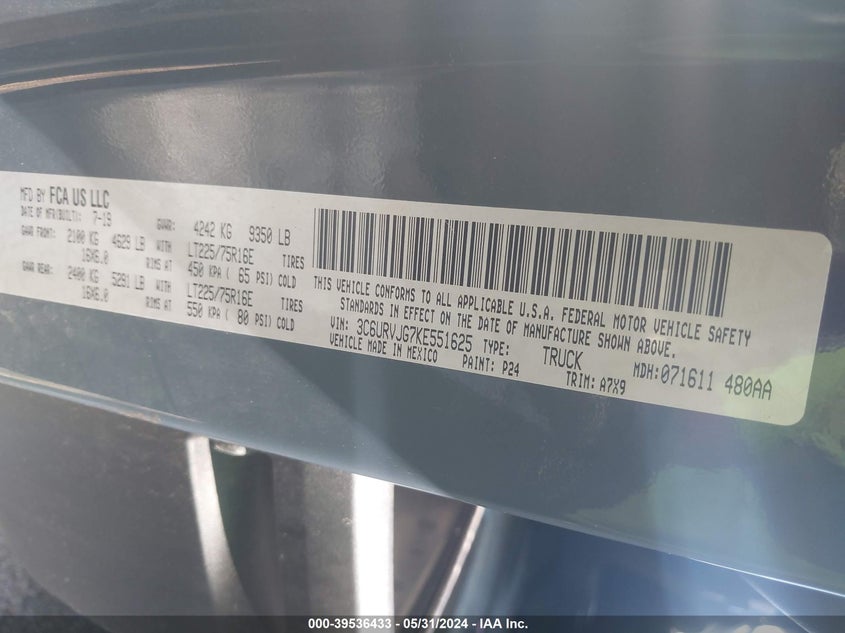 MFD BY FCA US LLC
DATE OF MFR(BUILT): 7-19 GVWR: 4242 KG 9350 LB
GAWR FRONT: 2100 KG 4629 LB WITH LT225/75R16E TIRES
16X6.0 RIMS AT 450 KPA ( 65 PSI) COLD
GAWR REAR: 2400 KG 5291 LB WITH LT225/75R16E TIRES
16X6.0 RIMS AT 550 KPA ( 80 PSI) COLD
THIS VEHICLE CONFORMS TO ALL APPLICABLE U.S.A. FEDERAL MOTOR VEHICLE SAFETY
STANDARDS IN EFFECT ON THE DATE OF MANUFACTURE SHOWN ABOVE.
VIN: 3C6URVJG7KE551625 TYPE: TRUCK MDH: 071611 480AA
VEHICLE MADE IN MEXICO PAINT: P24 TRIM: A7X9
000-39536433 - 05/31/2024 - IAA Inc.